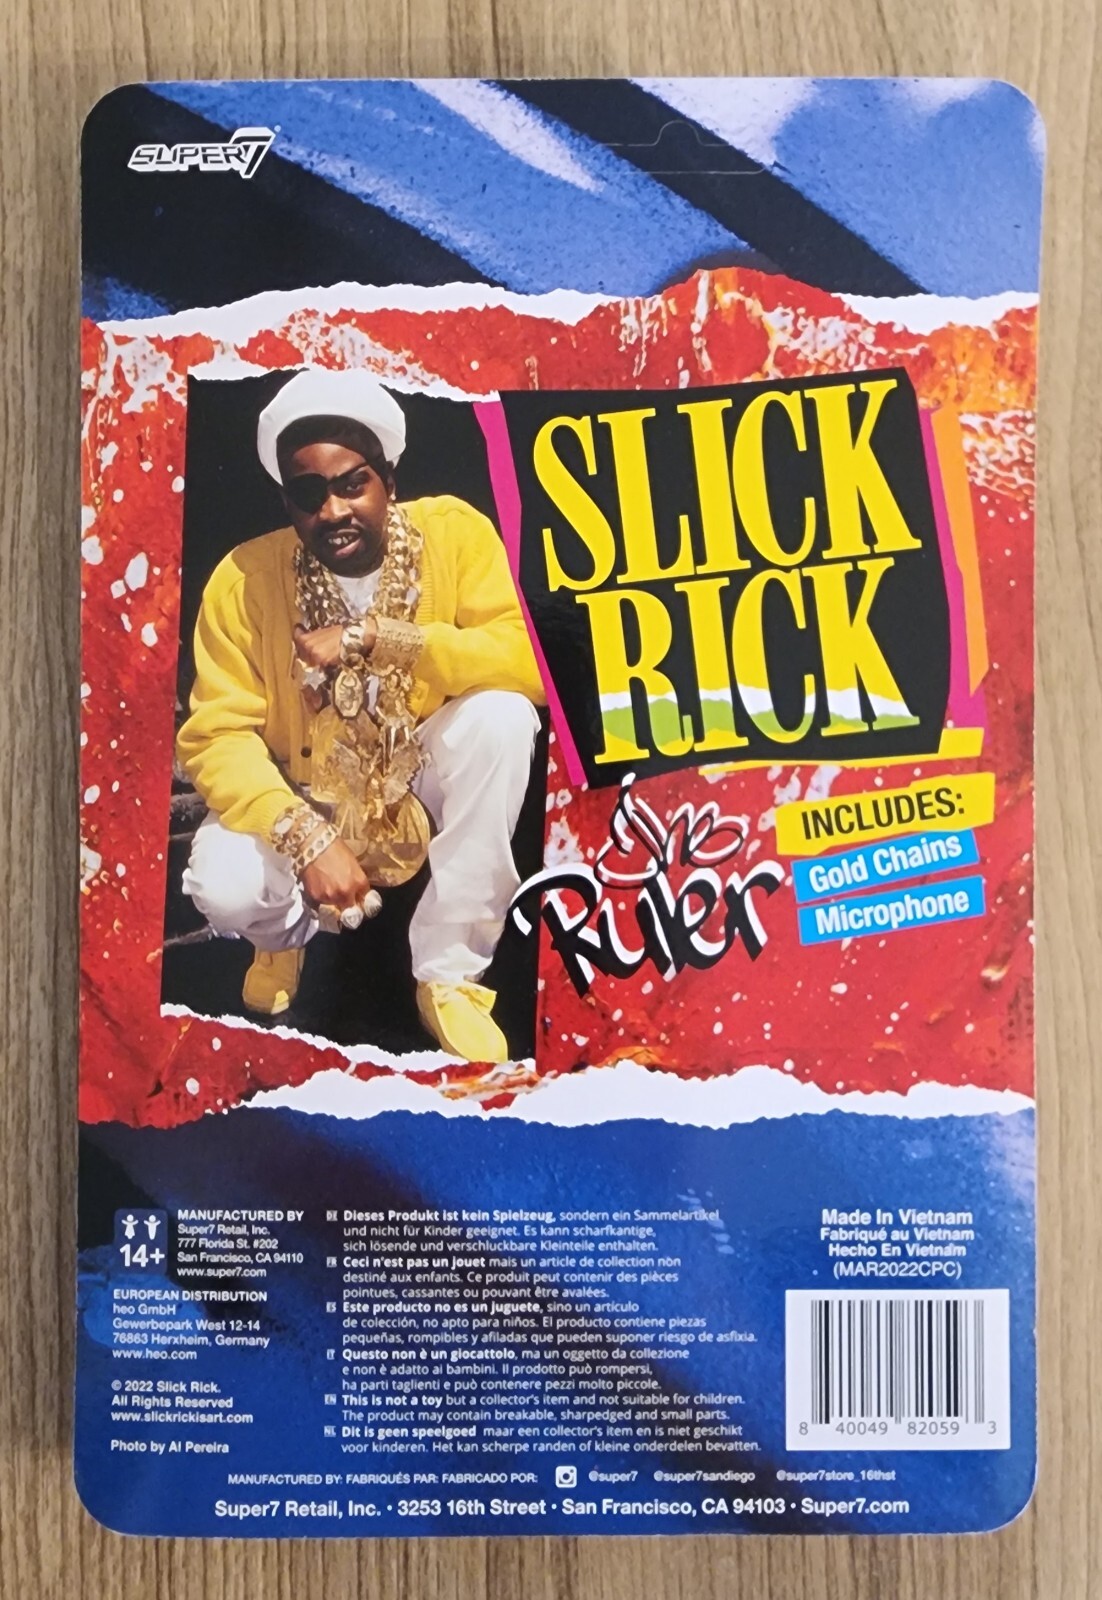 SUPER7
SLICK
RICK
The
Ruler
INCLUDES:
Gold Chains
Microphone
14+
MANUFACTURED BY
Super7 Retail, Inc.
777 Florida St. #202
San Francisco, CA 94110
www.super7.com
EUROPEAN DISTRIBUTION
heo GmbH
Gewerbepark West 12-14
76863 Herxheim, Germany
www.heo.com
© 2022 Slick Rick.
All Rights Reserved
www.slickrickisart.com
Photo by Al Pereira
DE Dieses Produkt ist kein Spielzeug, sondern ein Sammelartikel
und nicht für Kinder geeignet. Es kann scharfkantige,
sich lösende und verschluckbare Kleinteile enthalten.
FR Ceci n'est pas un jouet mais un article de collection non
destiné aux enfants. Ce produit peut contenir des pièces
pointues, cassantes ou pouvant être avalées.
ES Este producto no es un juguete, sino un artículo
de colección, no apto para niños. El producto contiene piezas
pequeñas, rompibles y afiladas que pueden suponer riesgo de asfixia.
IT Questo non è un giocattolo, ma un oggetto da collezione
e non è adatto ai bambini. Il prodotto può rompersi,
ha parti taglienti e può contenere pezzi molto piccole.
EN This is not a toy but a collector's item and not suitable for children.
The product may contain breakable, sharpedged and small parts.
NL Dit is geen speelgoed maar een collector's item en is niet geschikt
voor kinderen. Het kan scherpe randen of kleine onderdelen bevatten.
Made In Vietnam
Fabriqué au Vietnam
Hecho En Vietnam
(MAR2022CPC)
8 40049 82059 3
MANUFACTURED BY: FABRIQUÉS PAR: FABRICADO POR: @super7 @super7sandiego @super7store_16thst
Super7 Retail, Inc. • 3253 16th Street • San Francisco, CA 94103 • Super7.com